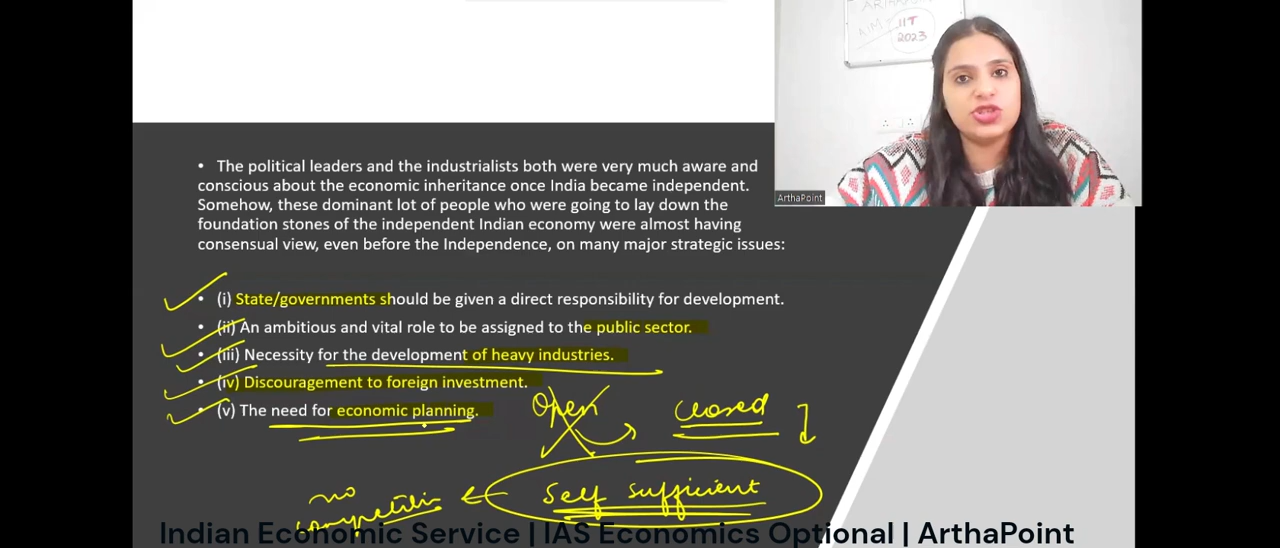 ARTHAPOINT
AIM - IIT
2023
ArthaPoint
• The political leaders and the industrialists both were very much aware and
conscious about the economic inheritance once India became independent.
Somehow, these dominant lot of people who were going to lay down the
foundation stones of the independent Indian economy were almost having
consensual view, even before the Independence, on many major strategic issues:
• (i) State/governments should be given a direct responsibility for development.
• (ii) An ambitious and vital role to be assigned to the public sector.
• (iii) Necessity for the development of heavy industries.
• (iv) Discouragement to foreign investment.
• (v) The need for economic planning.
Open closed
self sufficient
no
Indian Economic Service | IAS Economics Optional | ArthaPoint